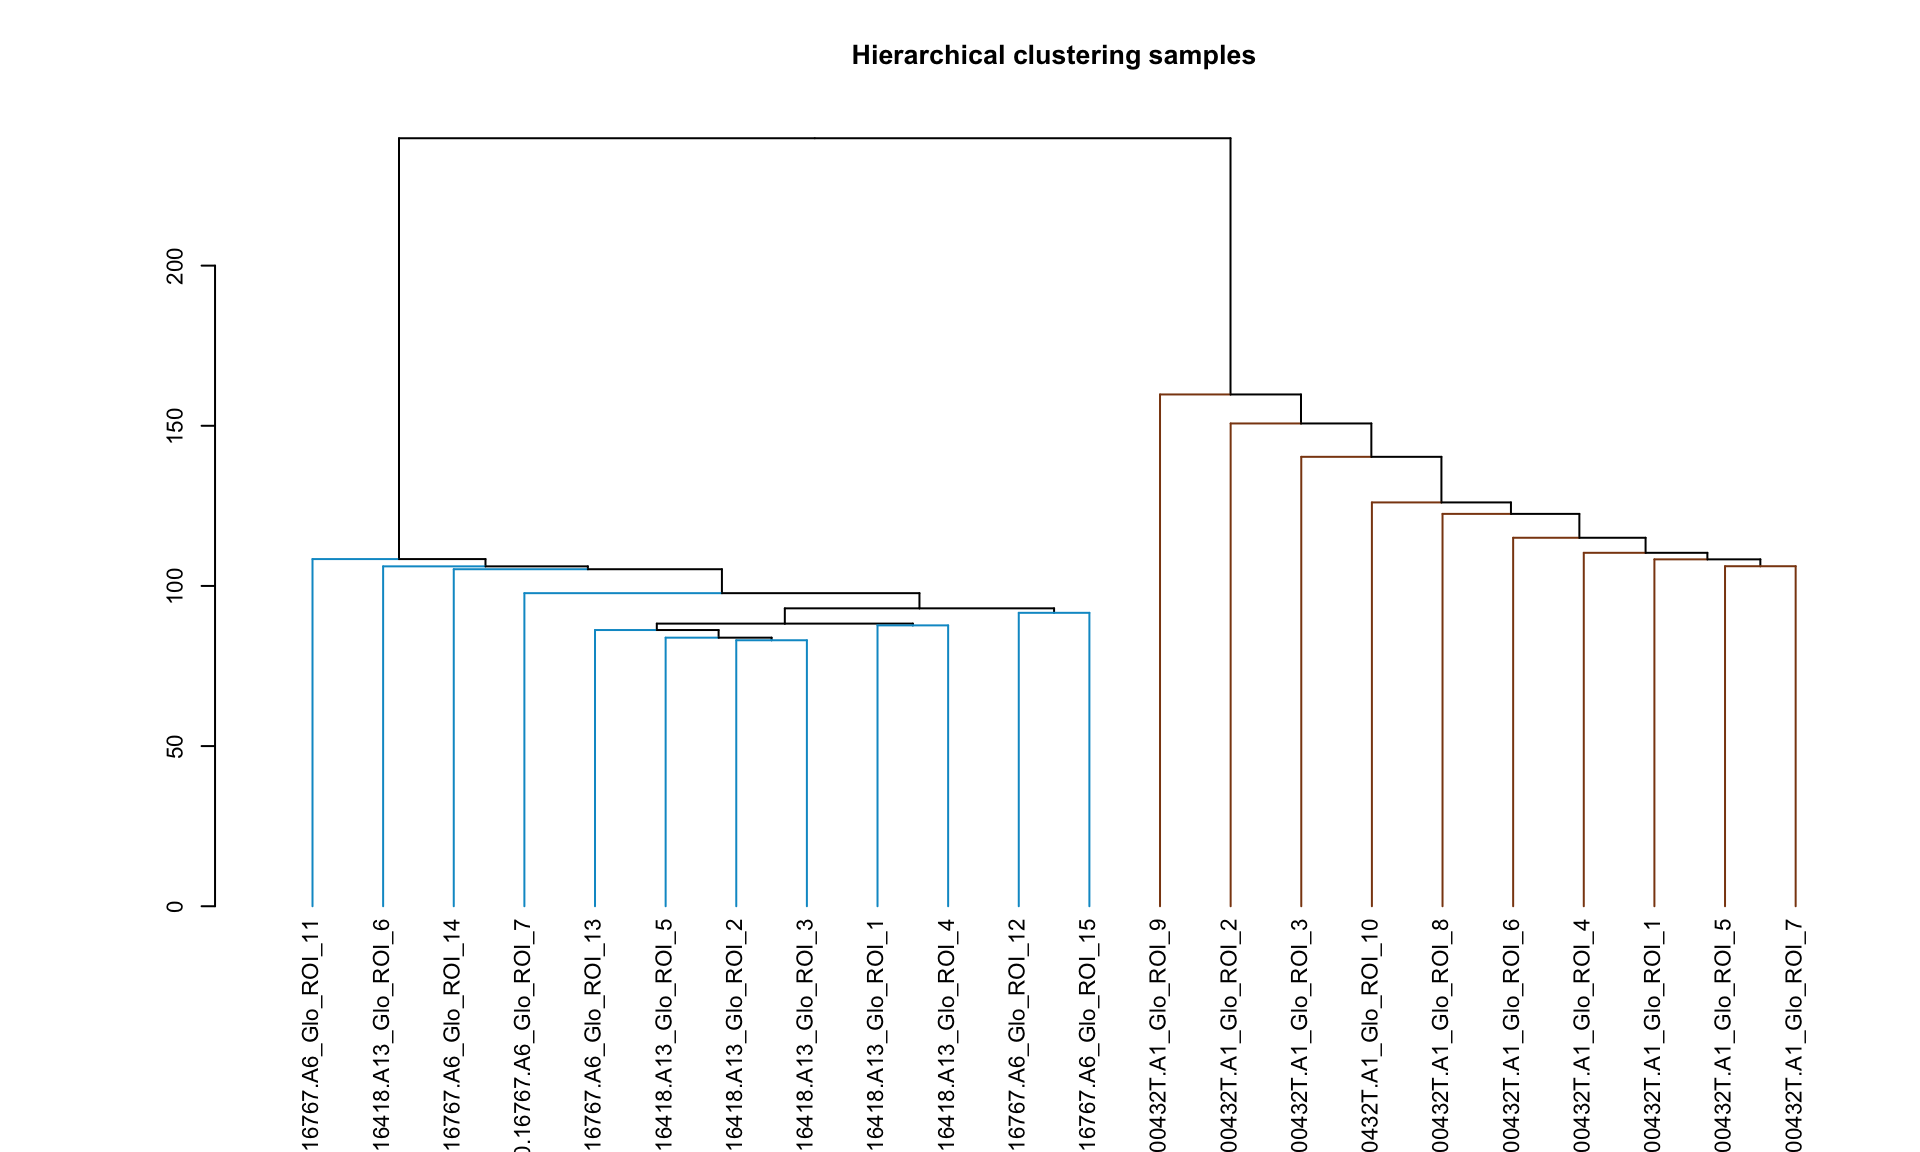 Hierarchical clustering samples
200
150
100
50
0
16767.A6_Glo_ROI_11
16418.A13_Glo_ROI_6
16767.A6_Glo_ROI_14
0.16767.A6_Glo_ROI_7
16767.A6_Glo_ROI_13
16418.A13_Glo_ROI_5
16418.A13_Glo_ROI_2
16418.A13_Glo_ROI_3
16418.A13_Glo_ROI_1
16418.A13_Glo_ROI_4
16767.A6_Glo_ROI_12
16767.A6_Glo_ROI_15
00432T.A1_Glo_ROI_9
00432T.A1_Glo_ROI_2
00432T.A1_Glo_ROI_3
0432T.A1_Glo_ROI_10
00432T.A1_Glo_ROI_8
00432T.A1_Glo_ROI_6
00432T.A1_Glo_ROI_4
00432T.A1_Glo_ROI_1
00432T.A1_Glo_ROI_5
00432T.A1_Glo_ROI_7